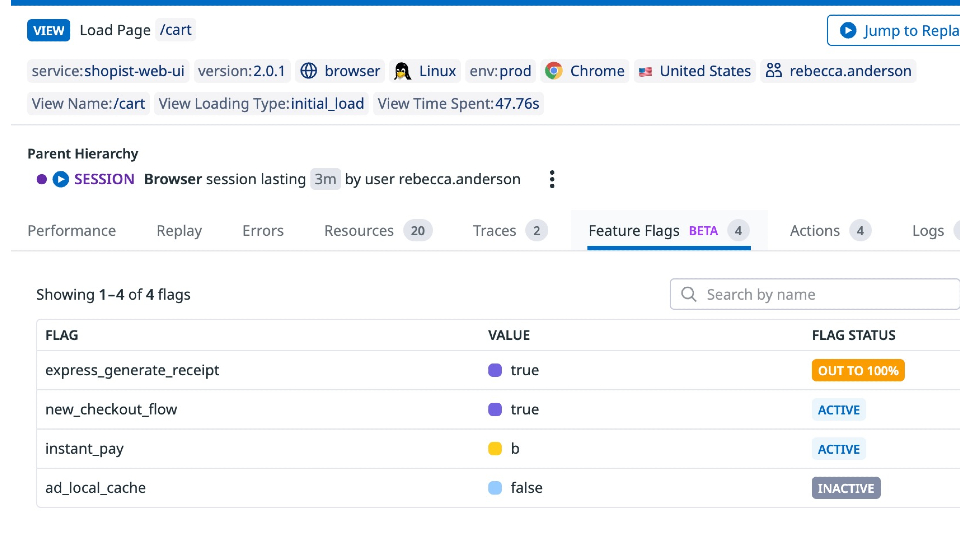 VIEW Load Page /cart Jump to Repla
service:shopist-web-ui version:2.0.1 browser Linux env:prod Chrome United States rebecca.anderson
View Name:/cart View Loading Type:initial_load View Time Spent:47.76s
Parent Hierarchy
SESSION Browser session lasting 3m by user rebecca.anderson
Performance Replay Errors Resources 20 Traces 2 Feature Flags BETA 4 Actions 4 Logs
Showing 1–4 of 4 flags Search by name
FLAG VALUE FLAG STATUS
express_generate_receipt true OUT TO 100%
new_checkout_flow true ACTIVE
instant_pay b ACTIVE
ad_local_cache false INACTIVE